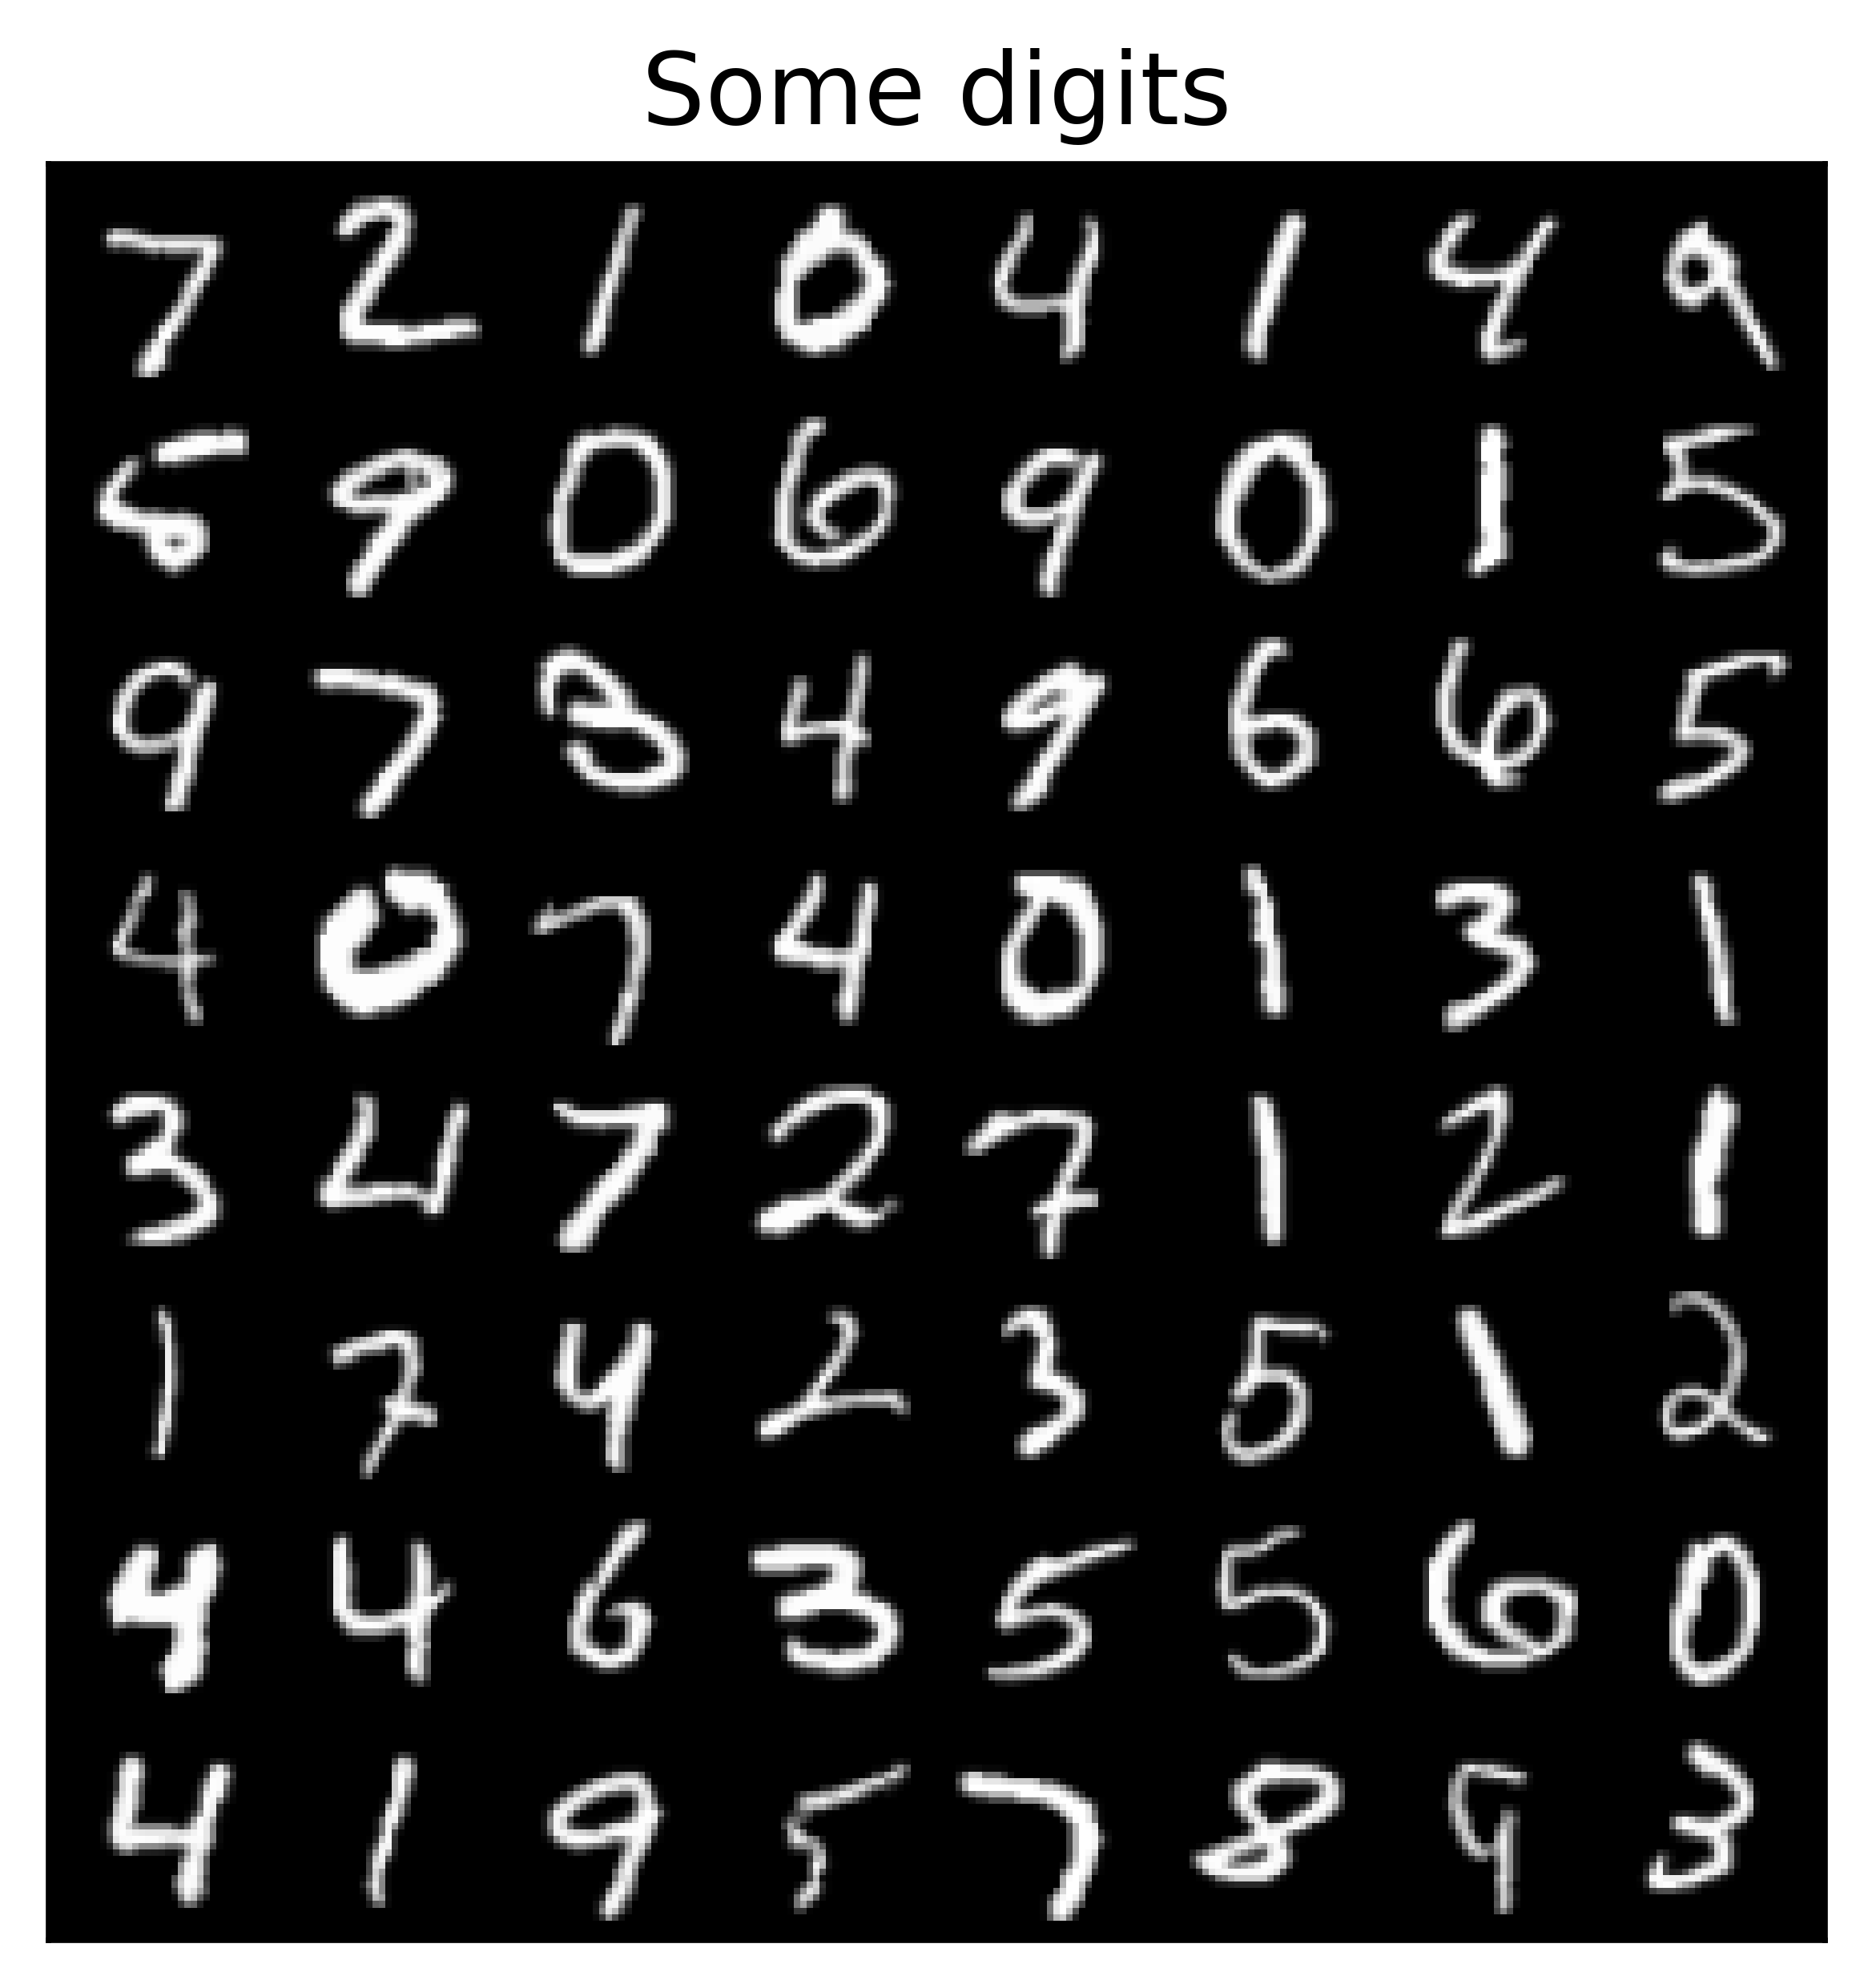 Some digits
7 2 1 0 4 1 4 9
5 9 0 6 9 0 1 5
9 7 3 4 9 6 6 5
4 0 7 4 0 1 3 1
3 4 7 2 7 1 2 1
1 7 4 2 3 5 1 2
4 4 6 3 5 5 6 0
4 1 9 5 7 8 9 3